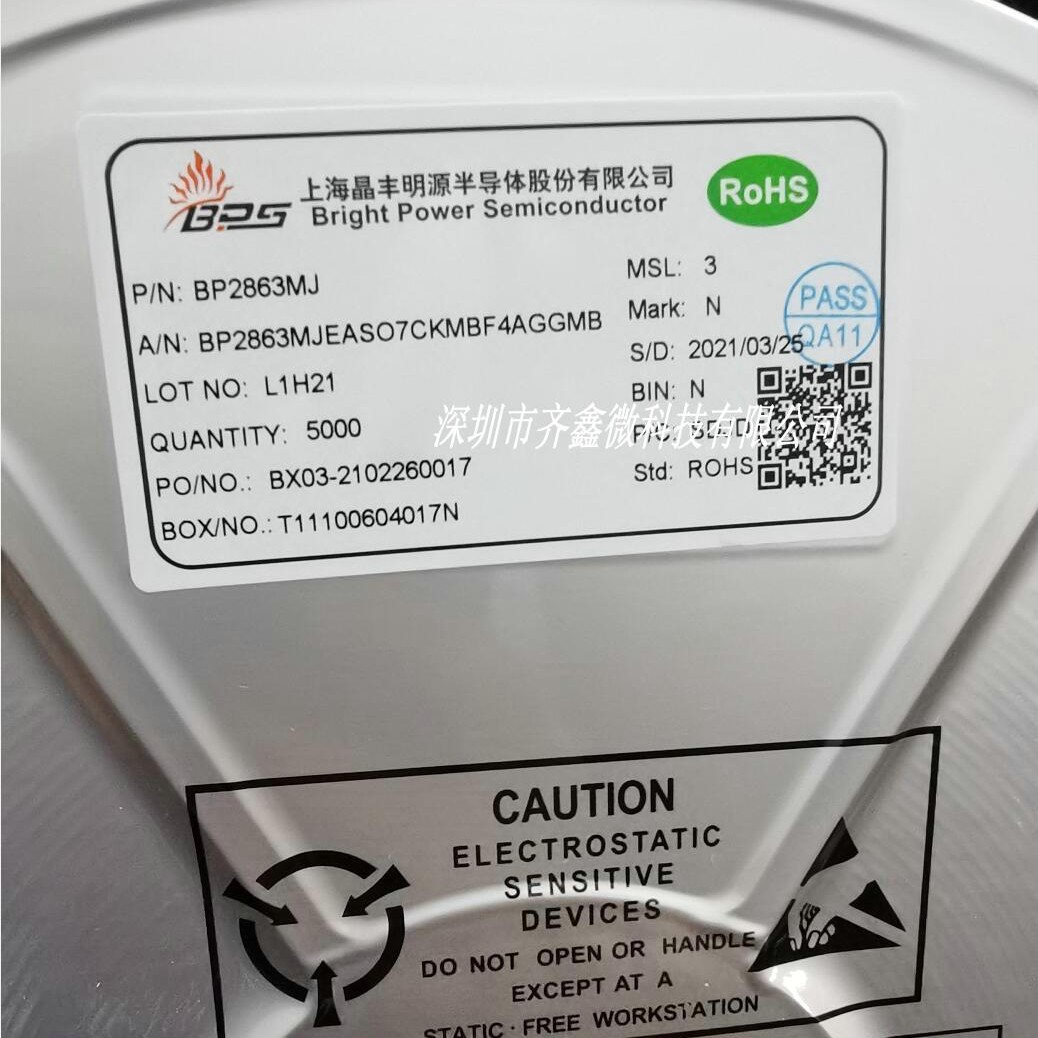 BPS
上海晶丰明源半导体股份有限公司
Bright Power Semiconductor
RoHS
P/N: BP2863MJ
A/N: BP2863MJEASO7CKMBF4AGGMB
LOT NO: L1H21
QUANTITY: 5000
PO/NO.: BX03-2102260017
BOX/NO.: T11100604017N
MSL: 3
Mark: N
S/D: 2021/03/25
BIN: N
Std: ROHS
PASS
QA11
深圳市齐鑫微科技有限公司
CAUTION
ELECTROSTATIC
SENSITIVE
DEVICES
DO NOT OPEN OR HANDLE
EXCEPT AT A
STATIC·FREE WORKSTATION